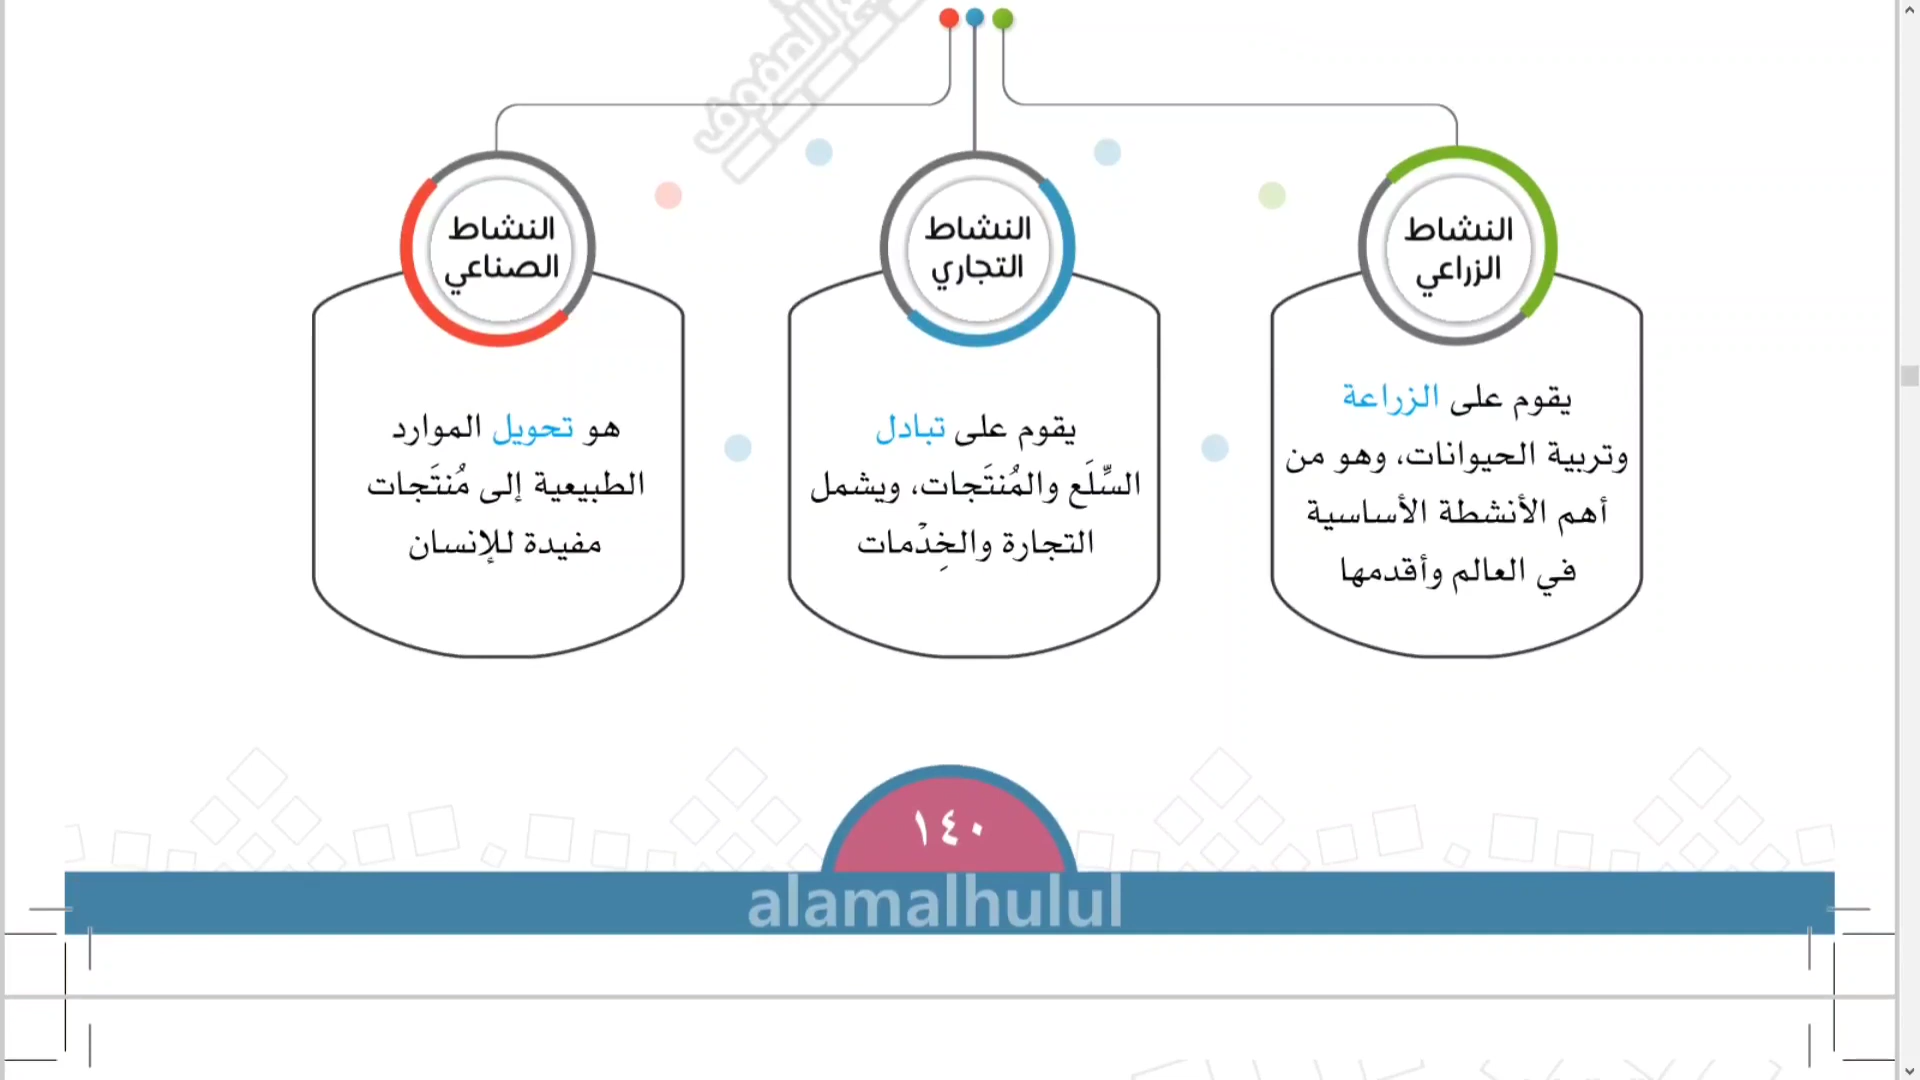 النشاط
الزراعي
يقوم على الزراعة
وتربية الحيوانات، وهو من
أهم الأنشطة الأساسية
في العالم وأقدمها
النشاط
التجاري
يقوم على تبادل
السِّلَع والمُنتَجات، ويشمل
التجارة والخِدْمات
النشاط
الصناعي
هو تحويل الموارد
الطبيعية إلى مُنتَجات
مفيدة للإنسان
١٤٠
alamalhulul